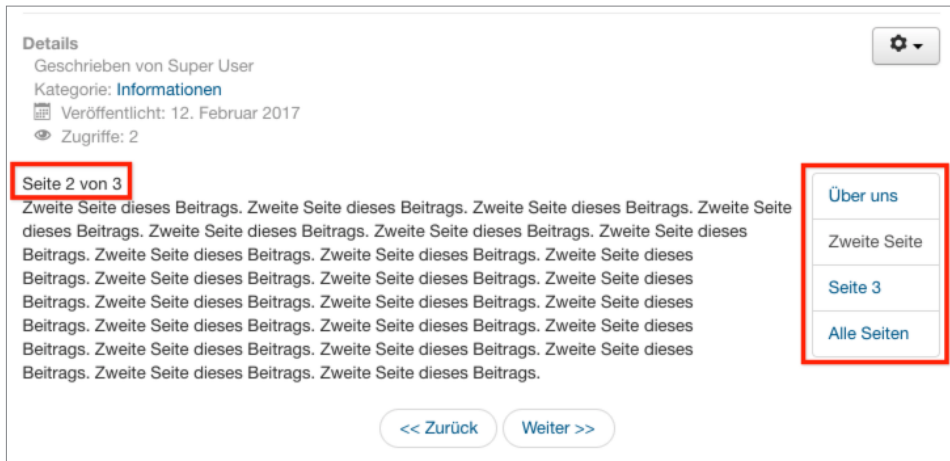 Details
Geschrieben von Super User
Kategorie: Informationen
Veröffentlicht: 12. Februar 2017
Zugriffe: 2
Seite 2 von 3
Zweite Seite dieses Beitrags. Zweite Seite dieses Beitrags. Zweite Seite dieses Beitrags. Zweite Seite
dieses Beitrags. Zweite Seite dieses Beitrags. Zweite Seite dieses Beitrags. Zweite Seite dieses
Beitrags. Zweite Seite dieses Beitrags. Zweite Seite dieses Beitrags. Zweite Seite dieses
Beitrags. Zweite Seite dieses Beitrags. Zweite Seite dieses Beitrags. Zweite Seite dieses
Beitrags. Zweite Seite dieses Beitrags. Zweite Seite dieses Beitrags. Zweite Seite dieses
Beitrags. Zweite Seite dieses Beitrags. Zweite Seite dieses Beitrags. Zweite Seite dieses
Beitrags. Zweite Seite dieses Beitrags. Zweite Seite dieses Beitrags. Zweite Seite dieses
Beitrags. Zweite Seite dieses Beitrags. Zweite Seite dieses Beitrags.
Über uns
Zweite Seite
Seite 3
Alle Seiten
<< Zurück
Weiter >>